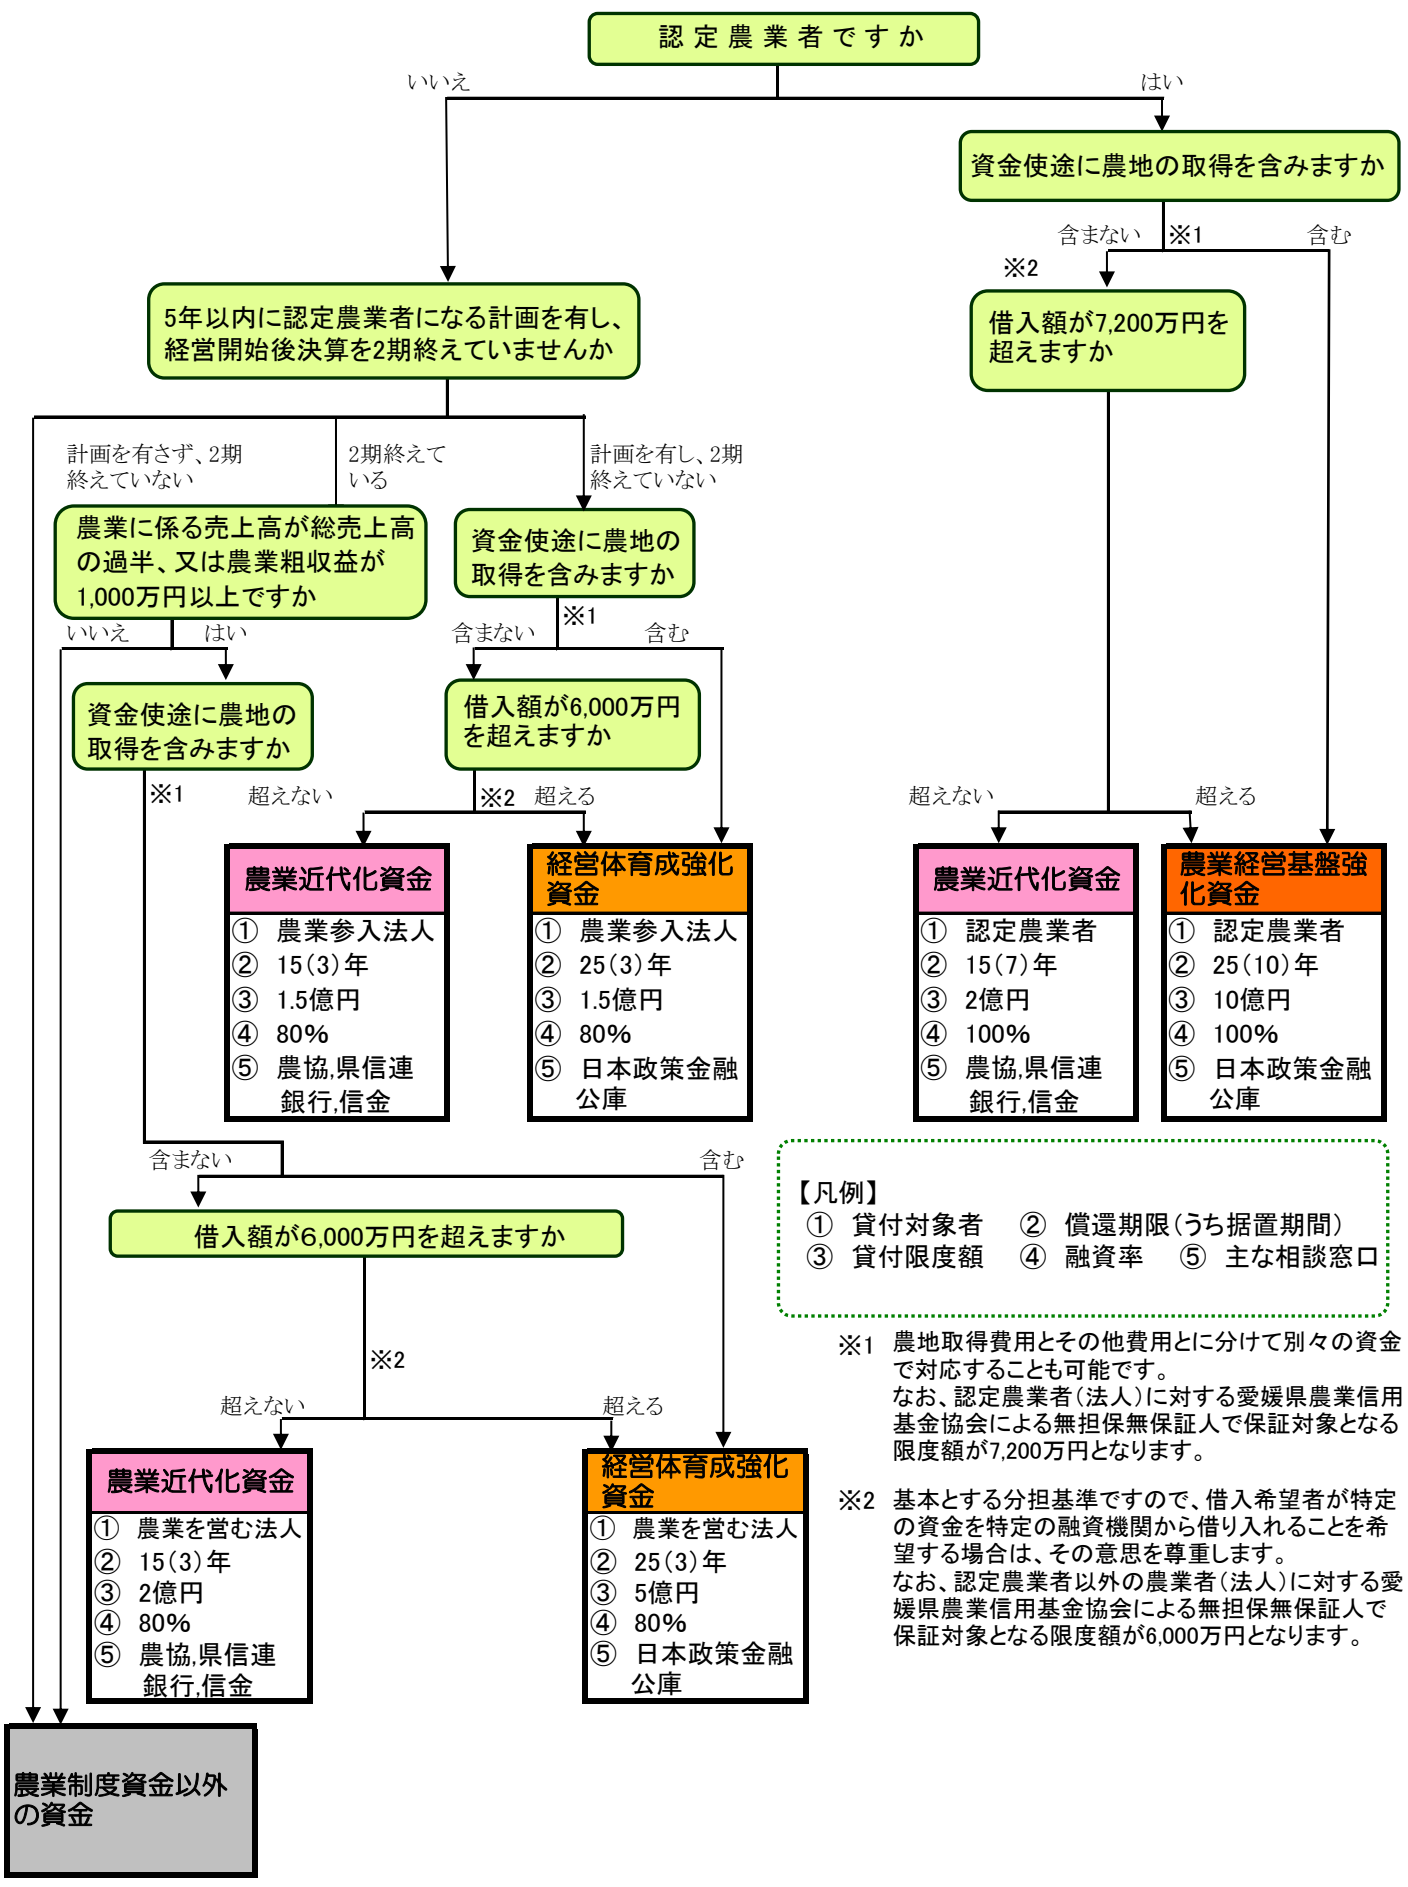 認定農業者ですか
いいえ
はい
資金使途に農地の取得を含みますか
含まない
※1
含む
※2
借入額が7,200万円を
超えますか
5年以内に認定農業者になる計画を有し、
経営開始後決算を2期終えていませんか
計画を有さず、2期
終えていない
2期終えて
いる
計画を有し、2期
終えていない
農業に係る売上高が総売上高
の過半、又は農業粗収益が
1,000万円以上ですか
資金使途に農地の
取得を含みますか
※1
いいえ
はい
含まない
含む
資金使途に農地の
取得を含みますか
借入額が6,000万円
を超えますか
※1
超えない
※2
超える
超えない
超える
農業近代化資金
① 農業参入法人
② 15(3)年
③ 1.5億円
④ 80%
⑤ 農協,県信連
銀行,信金
経営体育成強化
資金
① 農業参入法人
② 25(3)年
③ 1.5億円
④ 80%
⑤ 日本政策金融
公庫
農業近代化資金
① 認定農業者
② 15(7)年
③ 2億円
④ 100%
⑤ 農協,県信連
銀行,信金
農業経営基盤強
化資金
① 認定農業者
② 25(10)年
③ 10億円
④ 100%
⑤ 日本政策金融
公庫
含まない
含む
借入額が6,000万円を超えますか
※2
超えない
超える
農業近代化資金
① 農業を営む法人
② 15(3)年
③ 2億円
④ 80%
⑤ 農協,県信連
銀行,信金
経営体育成強化
資金
① 農業を営む法人
② 25(3)年
③ 5億円
④ 80%
⑤ 日本政策金融
公庫
農業制度資金以外
の資金
【凡例】
① 貸付対象者 ② 償還期限(うち据置期間)
③ 貸付限度額 ④ 融資率 ⑤ 主な相談窓口
※1 農地取得費用とその他費用とに分けて別々の資金
で対応することも可能です。
なお、認定農業者(法人)に対する愛媛県農業信用
基金協会による無担保無保証人で保証対象となる
限度額が7,200万円となります。
※2 基本とする分担基準ですので、借入希望者が特定
の資金を特定の融資機関から借り入れることを希
望する場合は、その意思を尊重します。
なお、認定農業者以外の農業者(法人)に対する愛
媛県農業信用基金協会による無担保無保証人で
保証対象となる限度額が6,000万円となります。